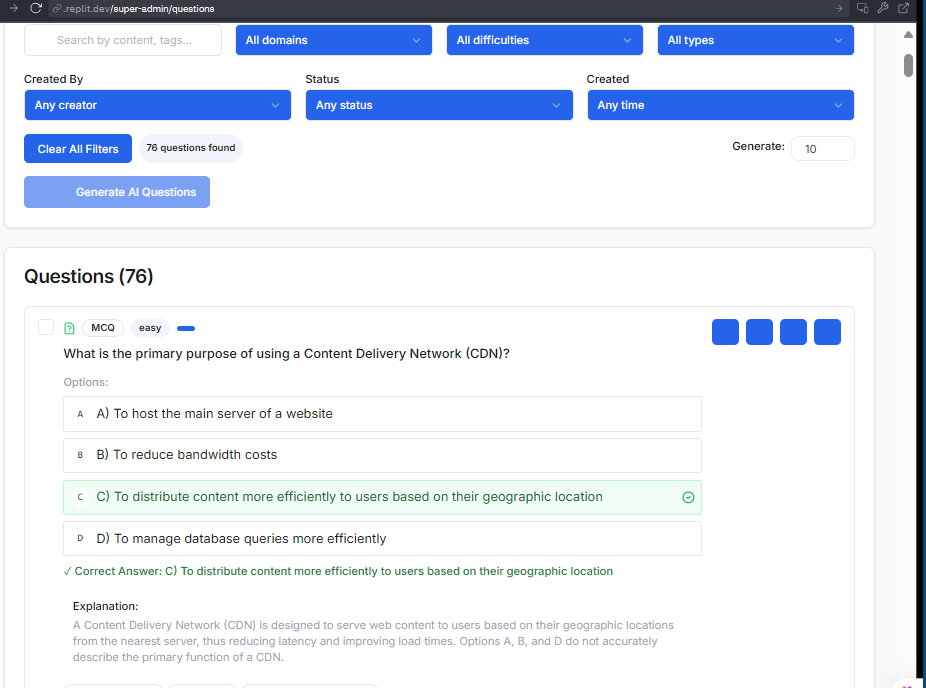 .replit.dev/super-admin/questions
Search by content, tags...
All domains
All difficulties
All types
Created By
Status
Created
Any creator
Any status
Any time
Clear All Filters
76 questions found
Generate:
10
Generate AI Questions
Questions (76)
MCQ
easy
What is the primary purpose of using a Content Delivery Network (CDN)?
Options:
A A) To host the main server of a website
B B) To reduce bandwidth costs
C C) To distribute content more efficiently to users based on their geographic location
D D) To manage database queries more efficiently
✓ Correct Answer: C) To distribute content more efficiently to users based on their geographic location
Explanation:
A Content Delivery Network (CDN) is designed to serve web content to users based on their geographic locations
from the nearest server, thus reducing latency and improving load times. Options A, B, and D do not accurately
describe the primary function of a CDN.